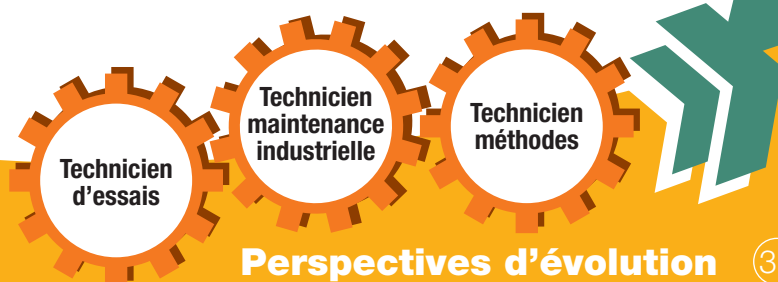 Technicien
d'essais
Technicien
maintenance
industrielle
Technicien
méthodes
Perspectives d'évolution 3